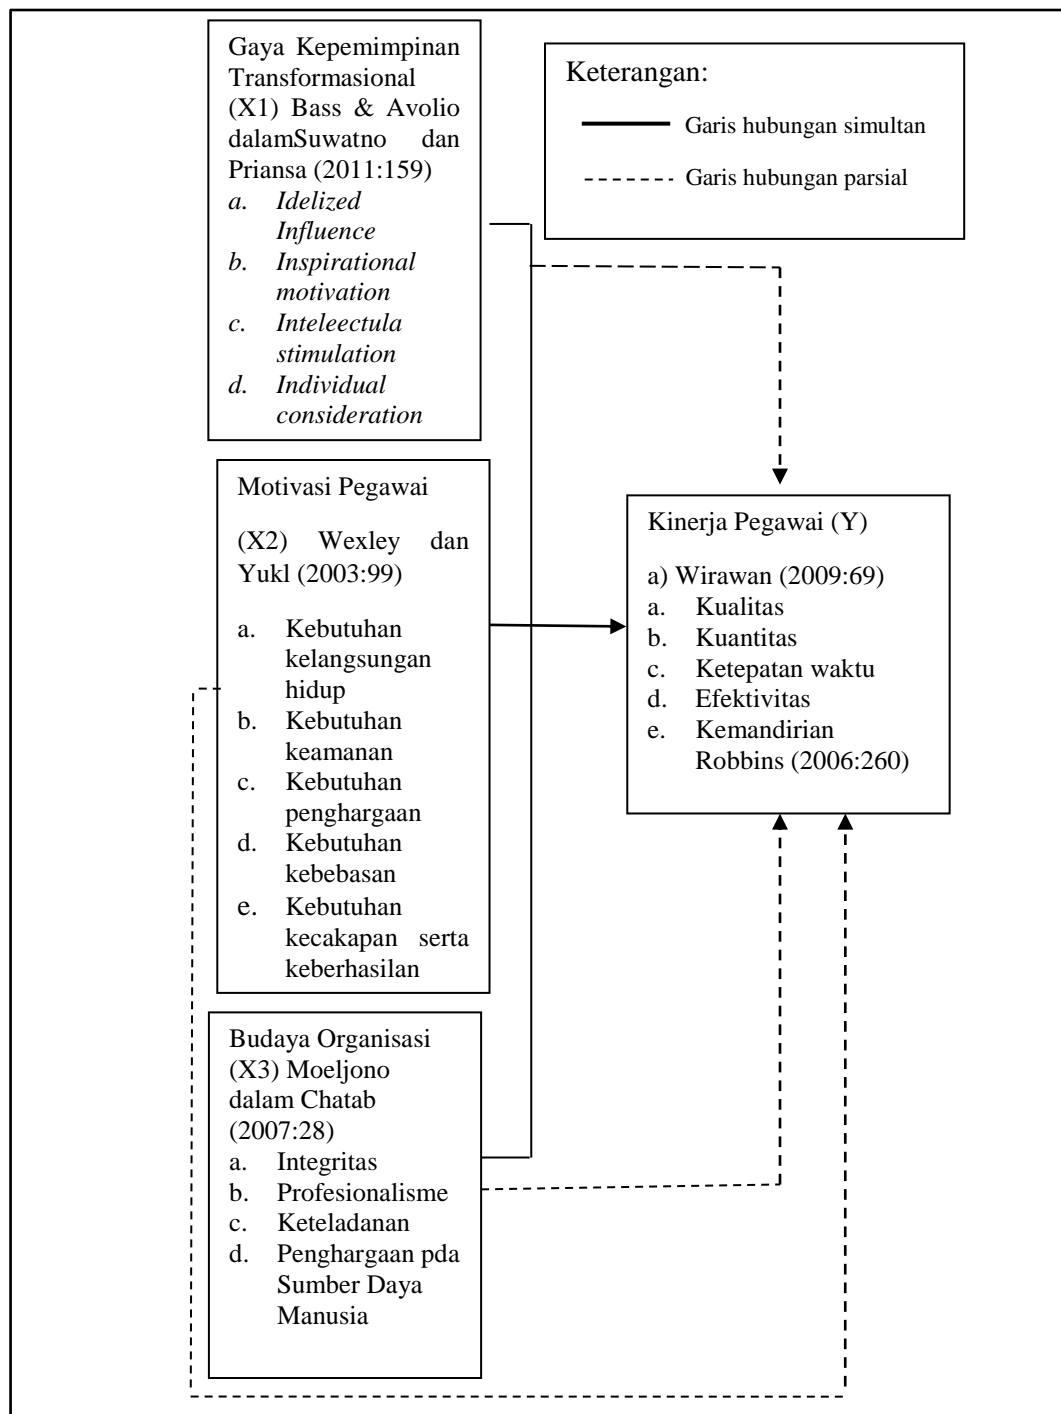 Gaya Kepemimpinan
Transformasional
(X1) Bass & Avolio
dalamSuwatno dan
Priansa (2011:159)
a. Idelized
Influence
b. Inspirational
motivation
c. Inteleectula
stimulation
d. Individual
consideration
Keterangan:
Garis hubungan simultan
Garis hubungan parsial
Motivasi Pegawai
(X2) Wexley dan
Yukl (2003:99)
a. Kebutuhan
kelangsungan
hidup
b. Kebutuhan
keamanan
c. Kebutuhan
penghargaan
d. Kebutuhan
kebebasan
e. Kebutuhan
kecakapan serta
keberhasilan
Kinerja Pegawai (Y)
a) Wirawan (2009:69)
a. Kualitas
b. Kuantitas
c. Ketepatan waktu
d. Efektivitas
e. Kemandirian
Robbins (2006:260)
Budaya Organisasi
(X3) Moeljono
dalam Chatab
(2007:28)
a. Integritas
b. Profesionalisme
c. Keteladanan
d. Penghargaan pda
Sumber Daya
Manusia